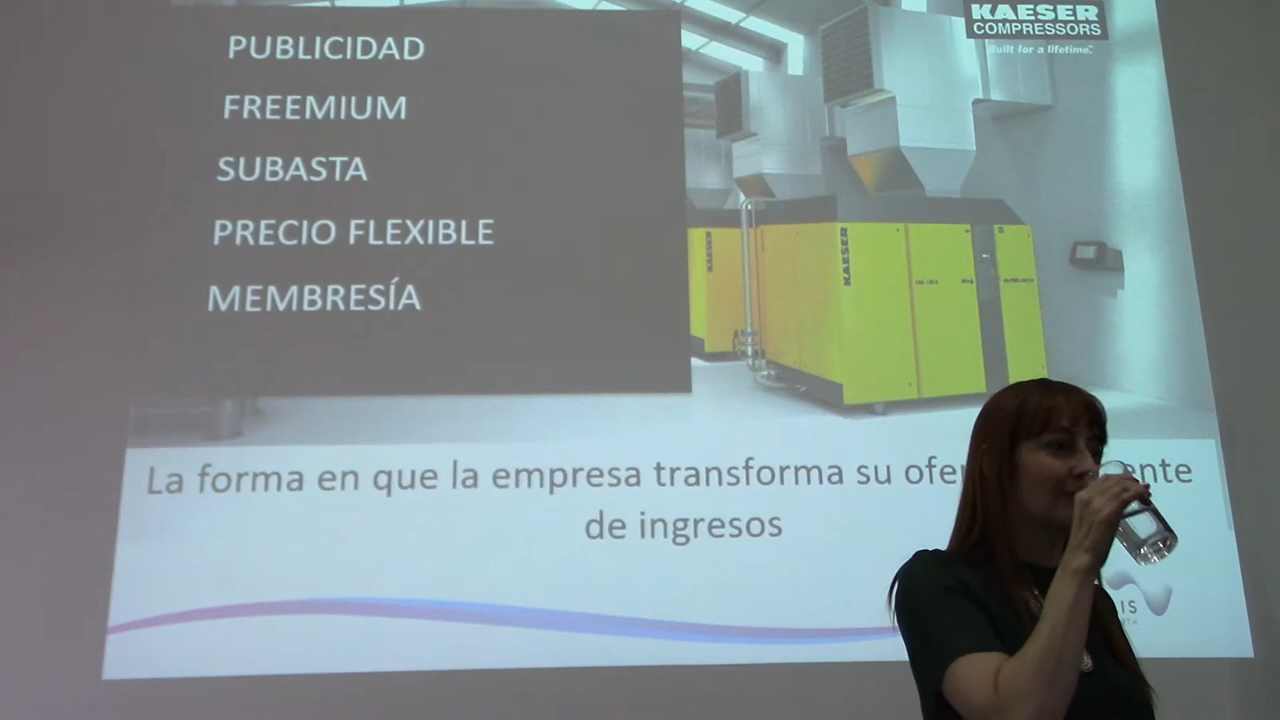 PUBLICIDAD
FREEMIUM
SUBASTA
PRECIO FLEXIBLE
MEMBRESÍA
KAESER
COMPRESSORS
Built for a lifetime.
KAESER
KAESER
La forma en que la empresa transforma su
de ingresos